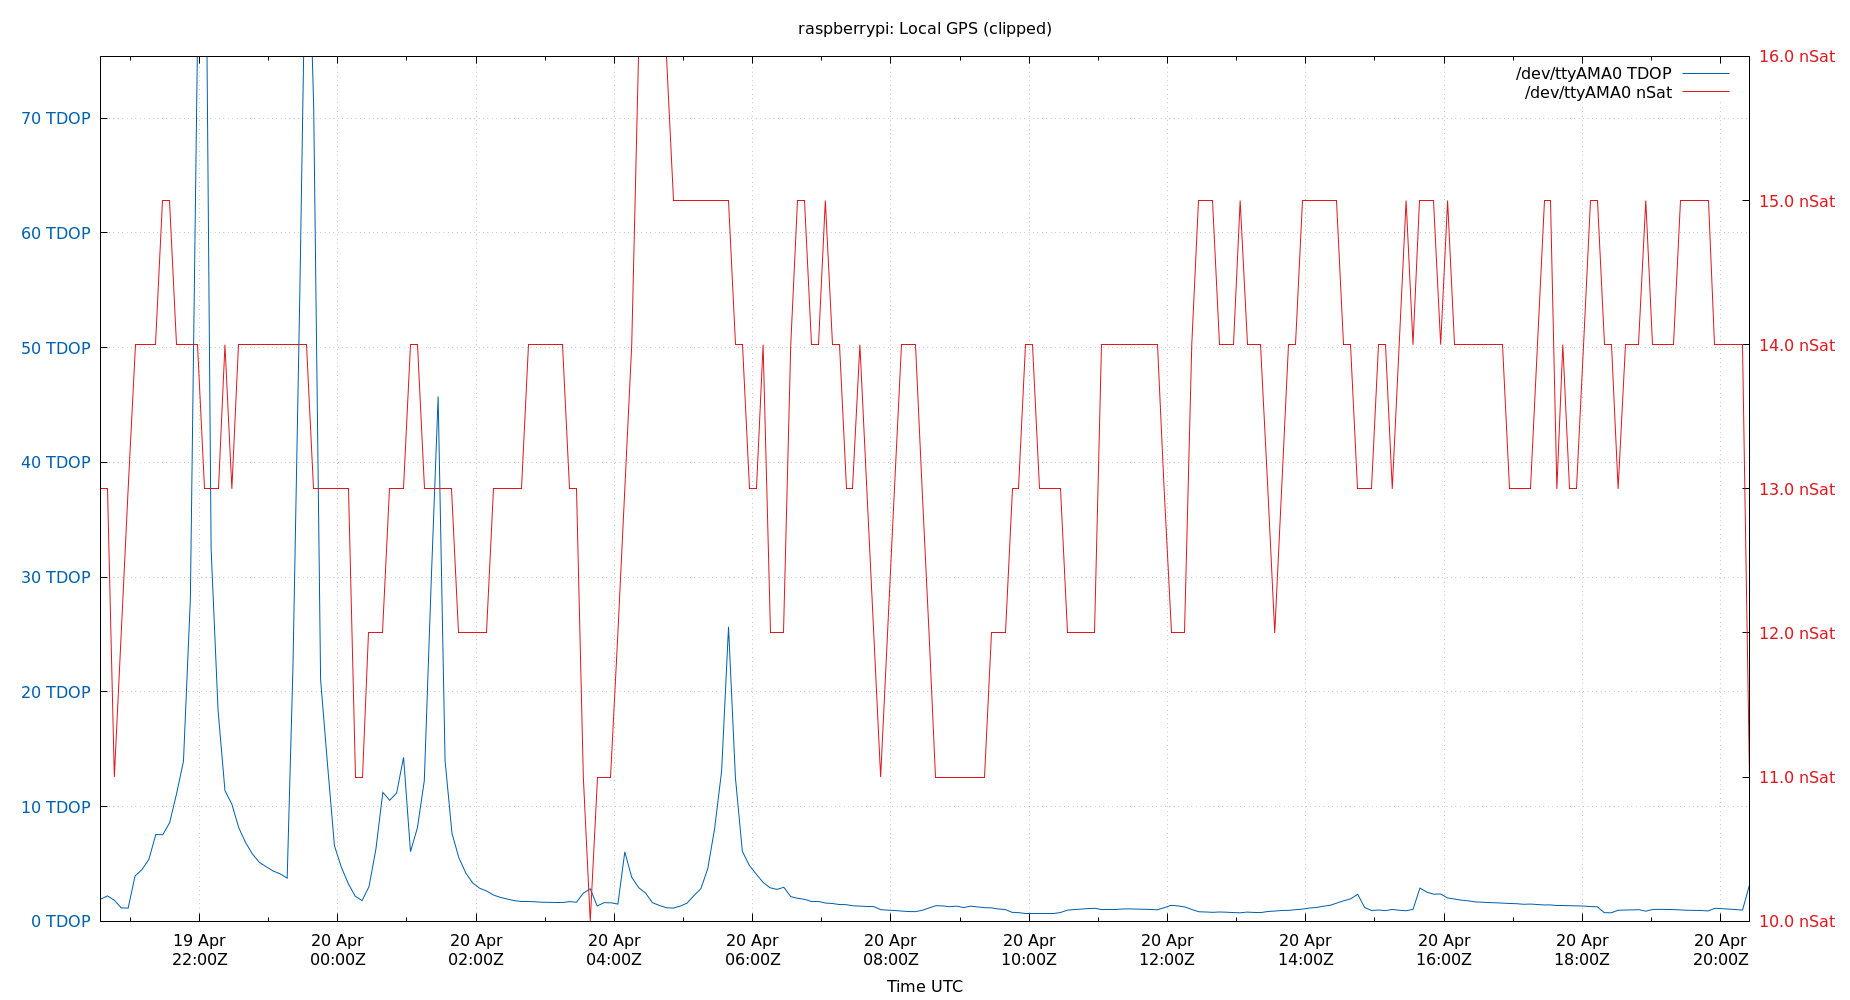 raspberrypi: Local GPS (clipped)
16.0 nSat
/dev/ttyAMA0 TDOP
/dev/ttyAMA0 nSat
70 TDOP
15.0 nSat
60 TDOP
50 TDOP
14.0 nSat
40 TDOP
13.0 nSat
30 TDOP
12.0 nSat
20 TDOP
11.0 nSat
10 TDOP
0 TDOP
10.0 nSat
19 Apr 20 Apr 20 Apr 20 Apr 20 Apr 20 Apr 20 Apr 20 Apr 20 Apr 20 Apr 20 Apr 20 Apr
22:00Z 00:00Z 02:00Z 04:00Z 06:00Z 08:00Z 10:00Z 12:00Z 14:00Z 16:00Z 18:00Z 20:00Z
Time UTC